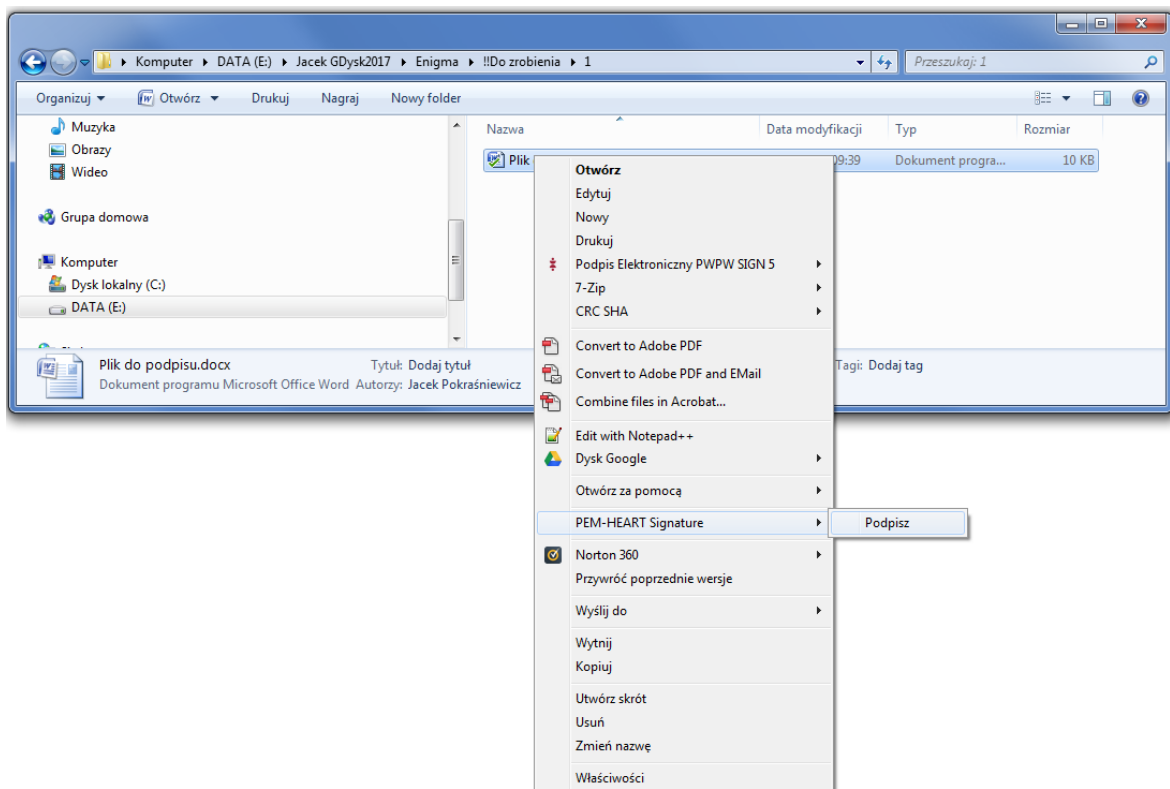 Komputer DATA (E:) Jacek GDysk2017 Enigma !!Do zrobienia 1 Przeszukaj: 1
Organizuj Otwórz Drukuj Nagraj Nowy folder
Muzyka
Obrazy
Wideo
Grupa domowa
Komputer
Dysk lokalny (C:)
DATA (E:)
Nazwa Data modyfikacji Typ Rozmiar
Plik 09:39 Dokument progra... 10 KB
Otwórz
Edytuj
Nowy
Drukuj
Podpis Elektroniczny PWPW SIGN 5
7-Zip
CRC SHA
Convert to Adobe PDF
Convert to Adobe PDF and EMail
Combine files in Acrobat...
Edit with Notepad++
Dysk Google
Otwórz za pomocą
PEM-HEART Signature
Podpisz
Norton 360
Przywróć poprzednie wersje
Wyślij do
Wytnij
Kopiuj
Utwórz skrót
Usuń
Zmień nazwę
Właściwości
Plik do podpisu.docx Tytuł: Dodaj tytuł Tagi: Dodaj tag
Dokument programu Microsoft Office Word Autorzy: Jacek Pokraśniewicz